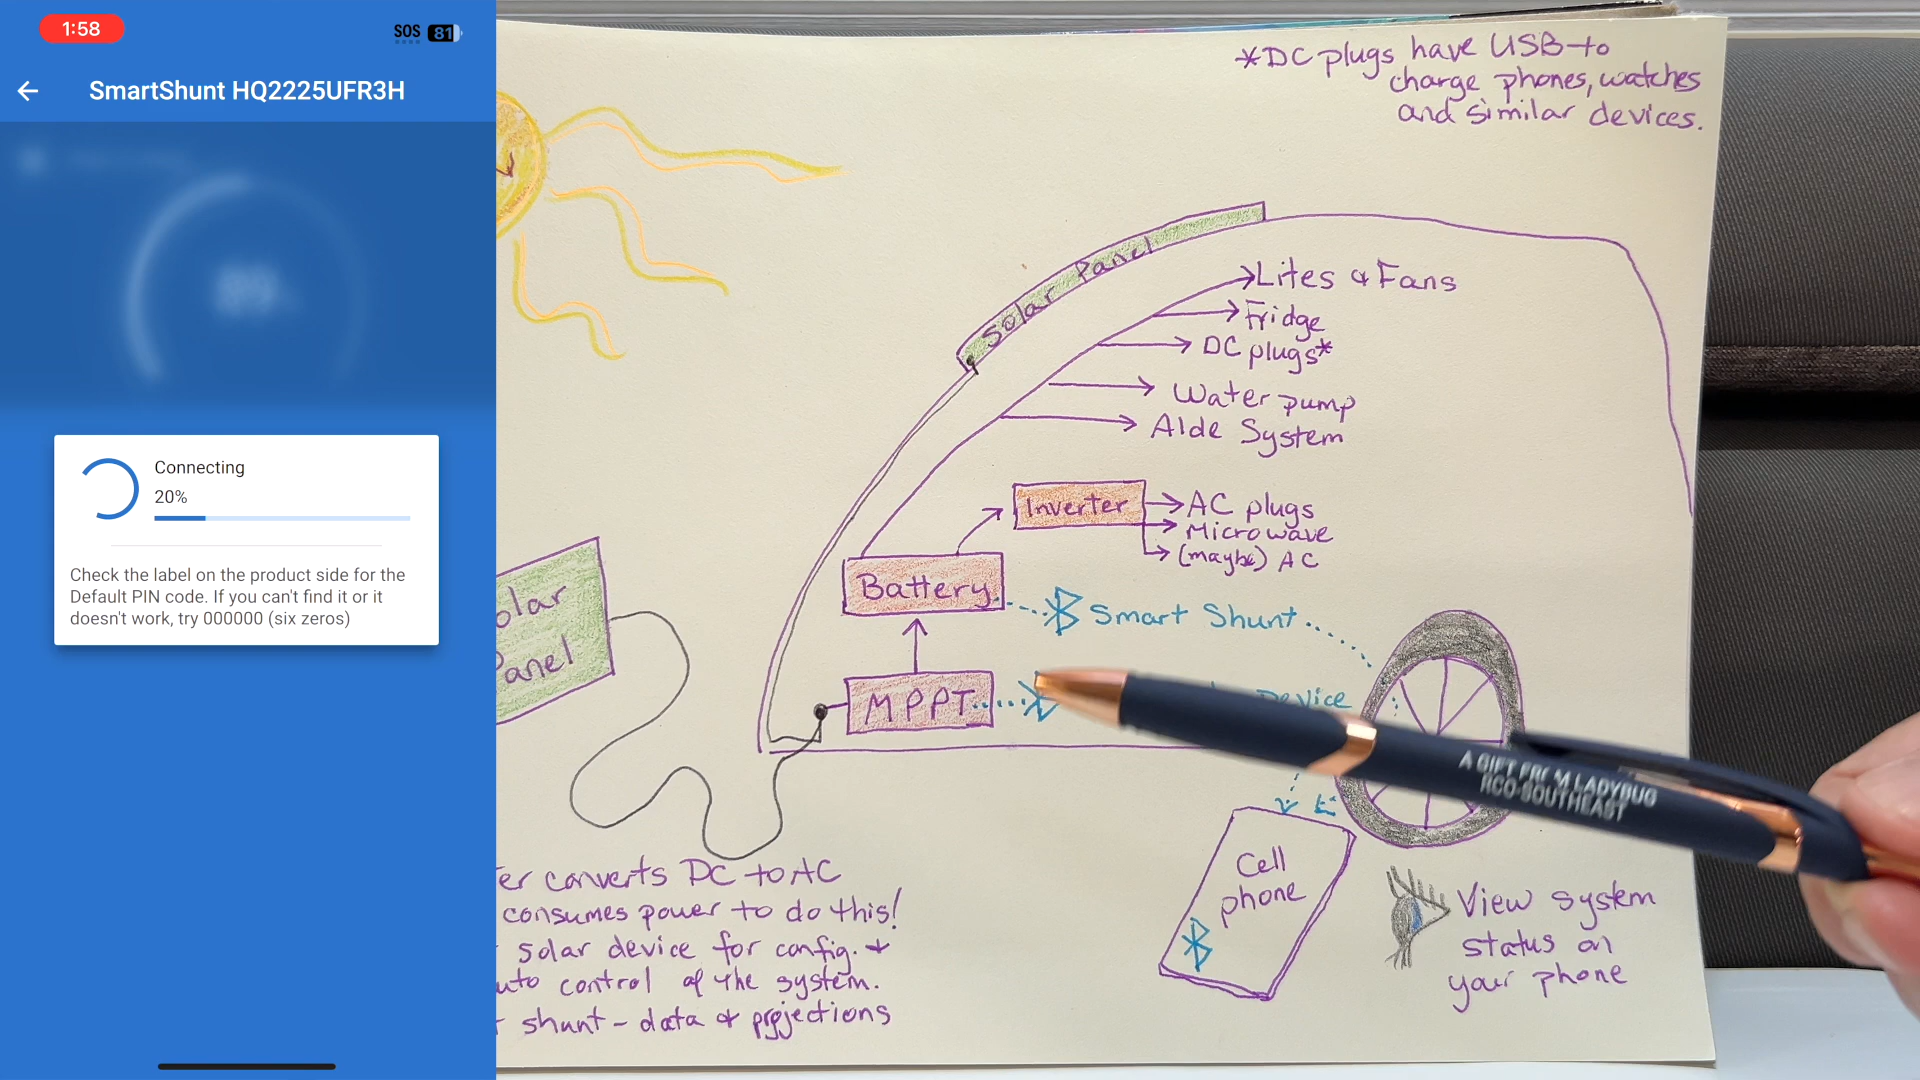 1:58
SOS 81
SmartShunt HQ2225UFR3H
Connecting
20%
Check the label on the product side for the
Default PIN code. If you can't find it or it
doesn't work, try 000000 (six zeros)
*DC plugs have USB to
charge phones, watches
and similar devices.
Solar Panel
Lites & Fans
Fridge
DC plugs*
Water pump
Alde System
Inverter
AC plugs
Microwave
(maybe) AC
Battery
Smart Shunt
MPPT
Device
olar
Panel
A GIFT FROM LADYBUG
RCO-SOUTHEAST
Cell
phone
View system
status on
your phone
er converts DC to AC
consumes power to do this!
solar device for config. &
uto control of the system.
shunt - data & projections